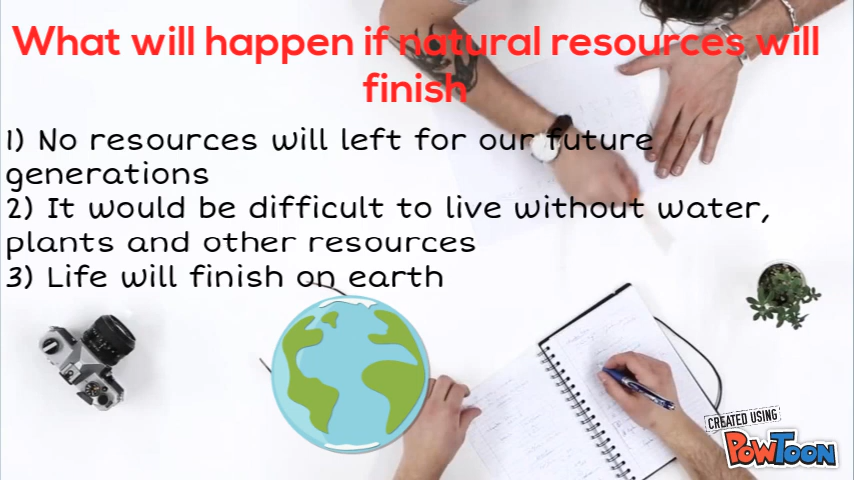 What will happen if natural resources will
finish
1) No resources will left for our future
generations
2) It would be difficult to live without water,
plants and other resources
3) Life will finish on earth
CREATED USING
POWTOON